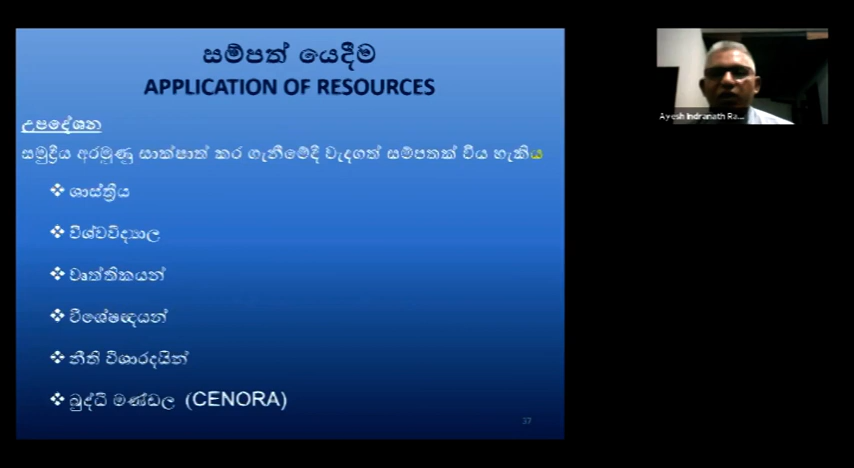 සම්පත් යෙදීම
APPLICATION OF RESOURCES
උපදේශන
සමුද්‍රීය අරමුණු සාක්ෂාත් කර ගැනීමේදී වැදගත් සම්පතක් විය හැකිය
❖ ශාස්ත්‍රීය
❖ විශ්වවිද්‍යාල
❖ වෘත්තිකයන්
❖ විශේෂඥයන්
❖ නීති විශාරදයින්
❖ බුද්ධි මණ්ඩල (CENORA)
37
Ayesh Indranath Ra...